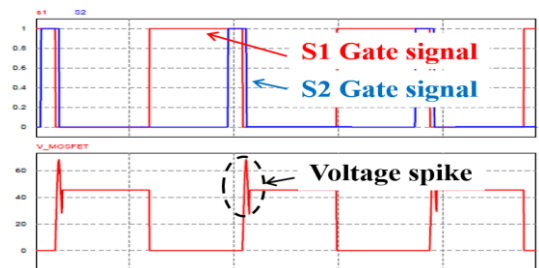 s1 S2
1
0.8
0.6
0.4
0.2
0
S1 Gate signal
S2 Gate signal
V_MOSFET
60
40
20
0
Voltage spike